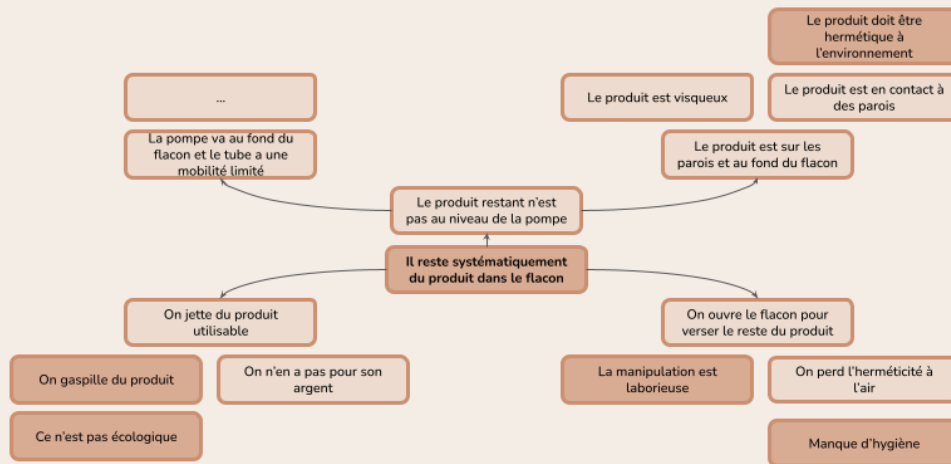 Le produit doit être
hermétique à
l'environnement
...
Le produit est visqueux
Le produit est en contact à
des parois
La pompe va au fond du
flacon et le tube a une
mobilité limité
Le produit est sur les
parois et au fond du flacon
Le produit restant n'est
pas au niveau de la pompe
Il reste systématiquement
du produit dans le flacon
On jette du produit
utilisable
On ouvre le flacon pour
verser le reste du produit
On gaspille du produit
On n'en a pas pour son
argent
La manipulation est
laborieuse
On perd l'herméticité à
l'air
Ce n'est pas écologique
Manque d'hygiène